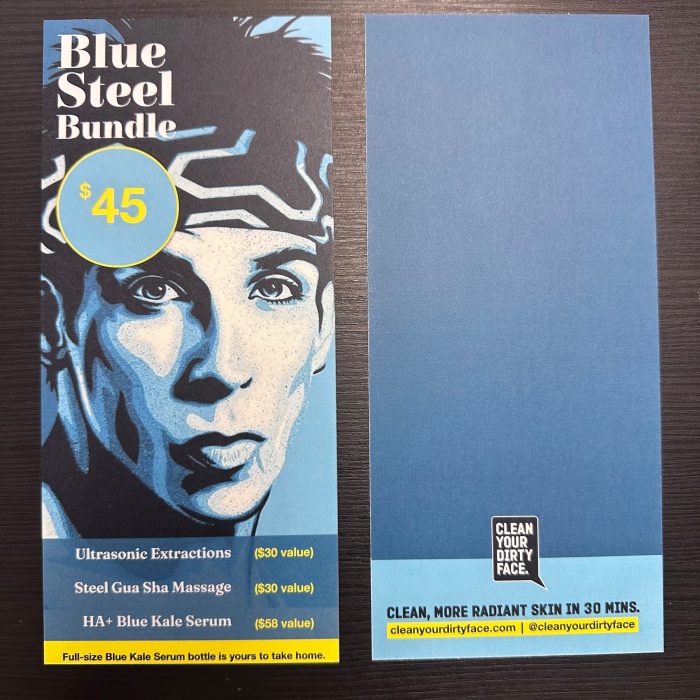 Blue
Steel
Bundle
$45
Ultrasonic Extractions ($30 value)
Steel Gua Sha Massage ($30 value)
HA+ Blue Kale Serum ($58 value)
Full-size Blue Kale Serum bottle is yours to take home.
CLEAN
YOUR
DIRTY
FACE.
CLEAN, MORE RADIANT SKIN IN 30 MINS.
cleanyourdirtyface.com | @cleanyourdirtyface